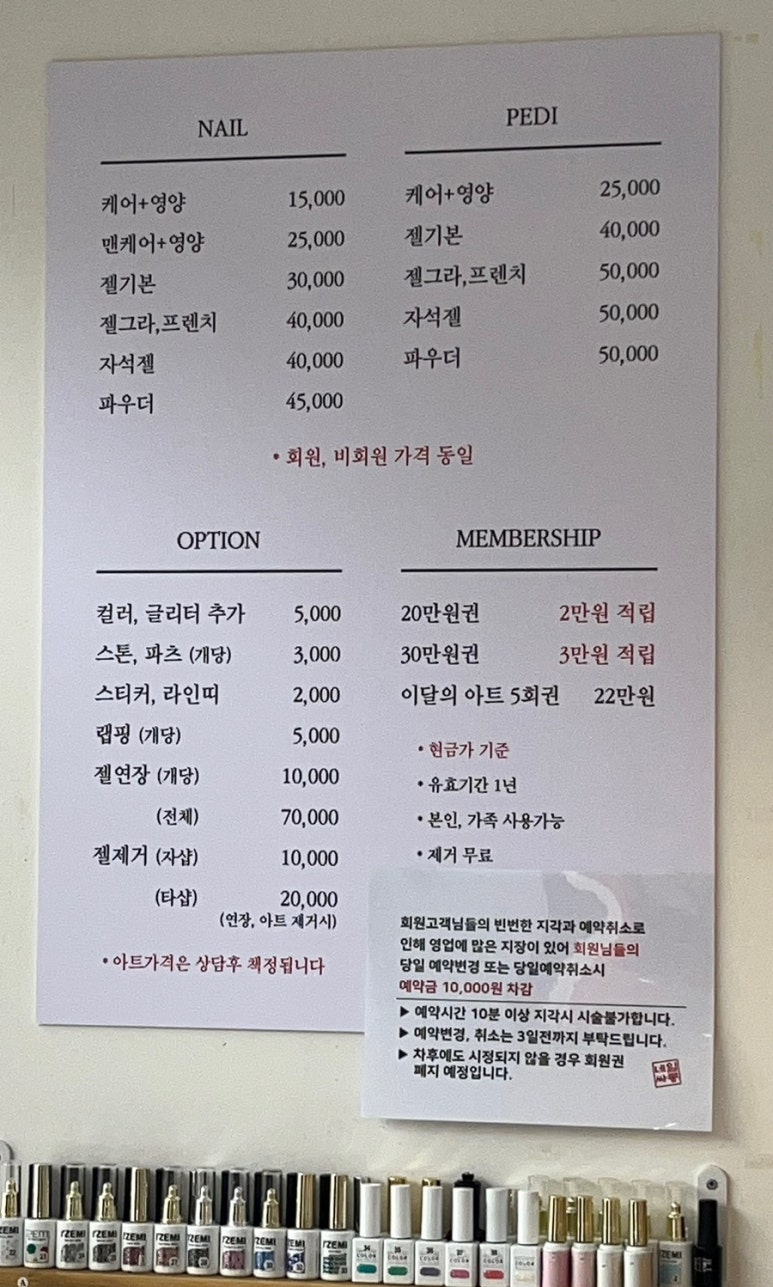 NAIL
케어+영양 15,000
맨케어+영양 25,000
젤기본 30,000
젤그라,프렌치 40,000
자석젤 40,000
파우더 45,000
PEDI
케어+영양 25,000
젤기본 40,000
젤그라,프렌치 50,000
자석젤 50,000
파우더 50,000
• 회원, 비회원 가격 동일
OPTION
컬러, 글리터 추가 5,000
스톤, 파츠 (개당) 3,000
스티커, 라인띠 2,000
랩핑 (개당) 5,000
젤연장 (개당) 10,000
(전체) 70,000
젤제거 (자샵) 10,000
(타샵) 20,000
(연장, 아트 제거시)
• 아트가격은 상담후 책정됩니다
MEMBERSHIP
20만원권 2만원 적립
30만원권 3만원 적립
이달의 아트 5회권 22만원
• 현금가 기준
• 유효기간 1년
• 본인, 가족 사용가능
• 제거 무료
회원고객님들의 빈번한 지각과 예약취소로
인해 영업에 많은 지장이 있어 회원님들의
당일 예약변경 또는 당일예약취소시
예약금 10,000원 차감
▶ 예약시간 10분 이상 지각시 시술불가합니다.
▶ 예약변경, 취소는 3일전까지 부탁드립니다.
▶ 차후에도 시정되지 않을 경우 회원권
폐지 예정입니다.